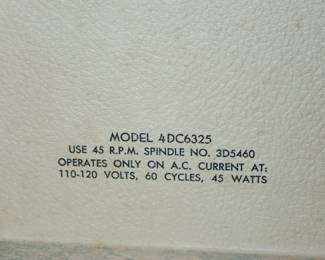 MODEL 4DC6325
USE 45 R.P.M. SPINDLE NO. 3D5460
OPERATES ONLY ON A.C. CURRENT AT:
110-120 VOLTS, 60 CYCLES, 45 WATTS